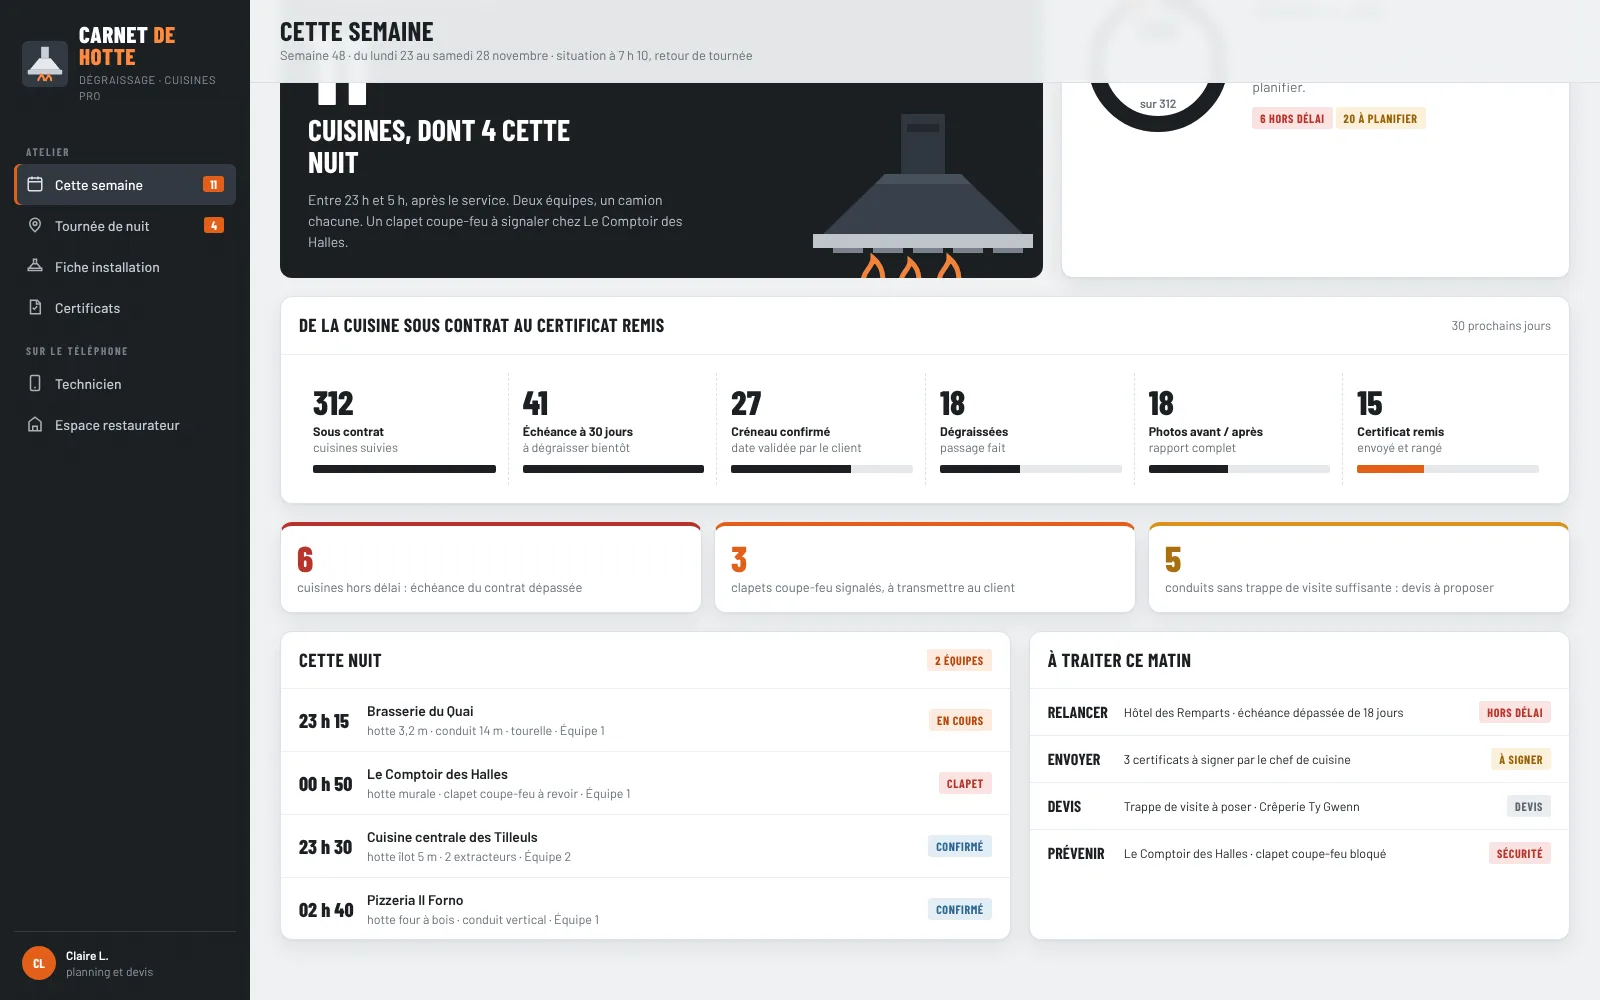 CARNET DE
HOTTE
DÉGRAISSAGE · CUISINES
PRO
ATELIER
Cette semaine 11
Tournée de nuit 4
Fiche installation
Certificats
SUR LE TÉLÉPHONE
Technicien
Espace restaurateur
CL
Claire L.
planning et devis
CETTE SEMAINE
Semaine 48 · du lundi 23 au samedi 28 novembre · situation à 7 h 10, retour de tournée
CUISINES, DONT 4 CETTE
NUIT
Entre 23 h et 5 h, après le service. Deux équipes, un camion
chacune. Un clapet coupe-feu à signaler chez Le Comptoir des
Halles.
sur 312
planifier.
6 HORS DÉLAI 20 À PLANIFIER
DE LA CUISINE SOUS CONTRAT AU CERTIFICAT REMIS
30 prochains jours
312
Sous contrat
cuisines suivies
41
Échéance à 30 jours
à dégraisser bientôt
27
Créneau confirmé
date validée par le client
18
Dégraissées
passage fait
18
Photos avant / après
rapport complet
15
Certificat remis
envoyé et rangé
6
cuisines hors délai : échéance du contrat dépassée
3
clapets coupe-feu signalés, à transmettre au client
5
conduits sans trappe de visite suffisante : devis à proposer
CETTE NUIT
2 ÉQUIPES
23 h 15
Brasserie du Quai
hotte 3,2 m · conduit 14 m · tourelle · Équipe 1
EN COURS
00 h 50
Le Comptoir des Halles
hotte murale · clapet coupe-feu à revoir · Équipe 1
CLAPET
23 h 30
Cuisine centrale des Tilleuls
hotte îlot 5 m · 2 extracteurs · Équipe 2
CONFIRMÉ
02 h 40
Pizzeria Il Forno
hotte four à bois · conduit vertical · Équipe 1
CONFIRMÉ
À TRAITER CE MATIN
RELANCER Hôtel des Remparts · échéance dépassée de 18 jours HORS DÉLAI
ENVOYER 3 certificats à signer par le chef de cuisine À SIGNER
DEVIS Trappe de visite à poser · Crêperie Ty Gwenn DEVIS
PRÉVENIR Le Comptoir des Halles · clapet coupe-feu bloqué SÉCURITÉ